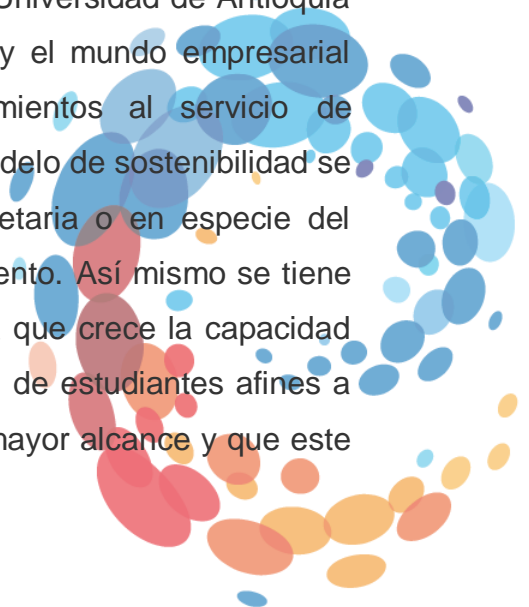 Universidad de Antioquia
y el mundo empresarial
mientos al servicio de
delo de sostenibilidad se
etaria o en especie del
ento. Así mismo se tiene
que crece la capacidad
de estudiantes afines a
mayor alcance y que este